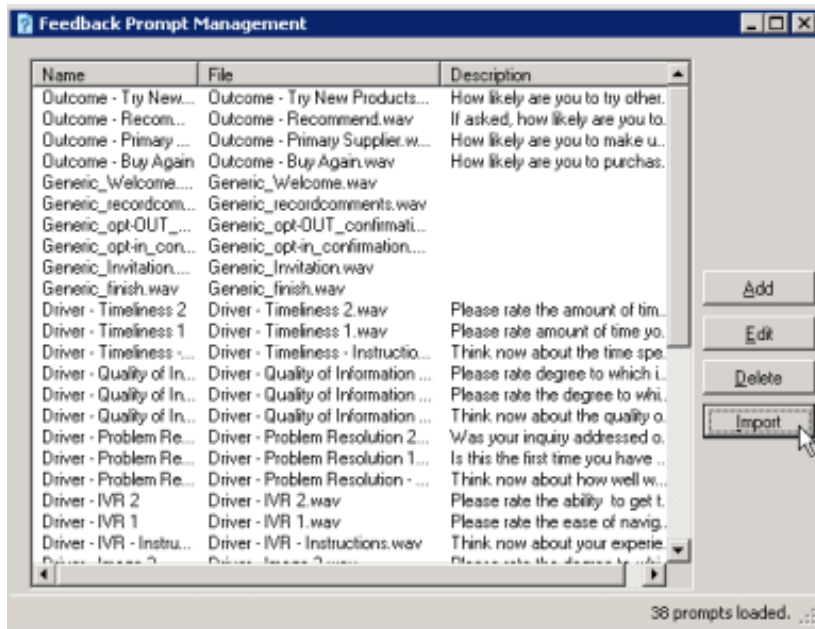 Feedback Prompt Management
Name File Description
Outcome - Try New... Outcome - Try New Products... How likely are you to try other.
Outcome - Recom... Outcome - Recommend.wav If asked, how likely are you to.
Outcome - Primary ... Outcome - Primary Supplier.w... How likely are you to make u..
Outcome - Buy Again Outcome - Buy Again.wav How likely are you to purchas.
Generic_Welcome.... Generic_Welcome.wav
Generic_recordcom... Generic_recordcomments.wav
Generic_opt-OUT_... Generic_opt-OUT_confirmati...
Generic_opt-in_con... Generic_opt-in_confirmation....
Generic_Invitation.... Generic_Invitation.wav
Generic_finish.wav Generic_finish.wav
Driver - Timeliness 2 Driver - Timeliness 2.wav Please rate the amount of tim..
Driver - Timeliness 1 Driver - Timeliness 1.wav Please rate amount of time yo.
Driver - Timeliness -... Driver - Timeliness - Instructio... Think now about the time spe.
Driver - Quality of In... Driver - Quality of Information ... Please rate degree to which i..
Driver - Quality of In... Driver - Quality of Information ... Please rate the degree to whi..
Driver - Quality of In... Driver - Quality of Information ... Think now about the quality o.
Driver - Problem Re... Driver - Problem Resolution 2... Was your inquiry addressed o.
Driver - Problem Re... Driver - Problem Resolution 1... Is this the first time you have ..
Driver - Problem Re... Driver - Problem Resolution - ... Think now about how well w..
Driver - IVR 2 Driver - IVR 2.wav Please rate the ability to get t.
Driver - IVR 1 Driver - IVR 1.wav Please rate the ease of navig..
Driver - IVR - Instru... Driver - IVR - Instructions.wav Think now about your experie.
Add
Edit
Delete
Import
38 prompts loaded.